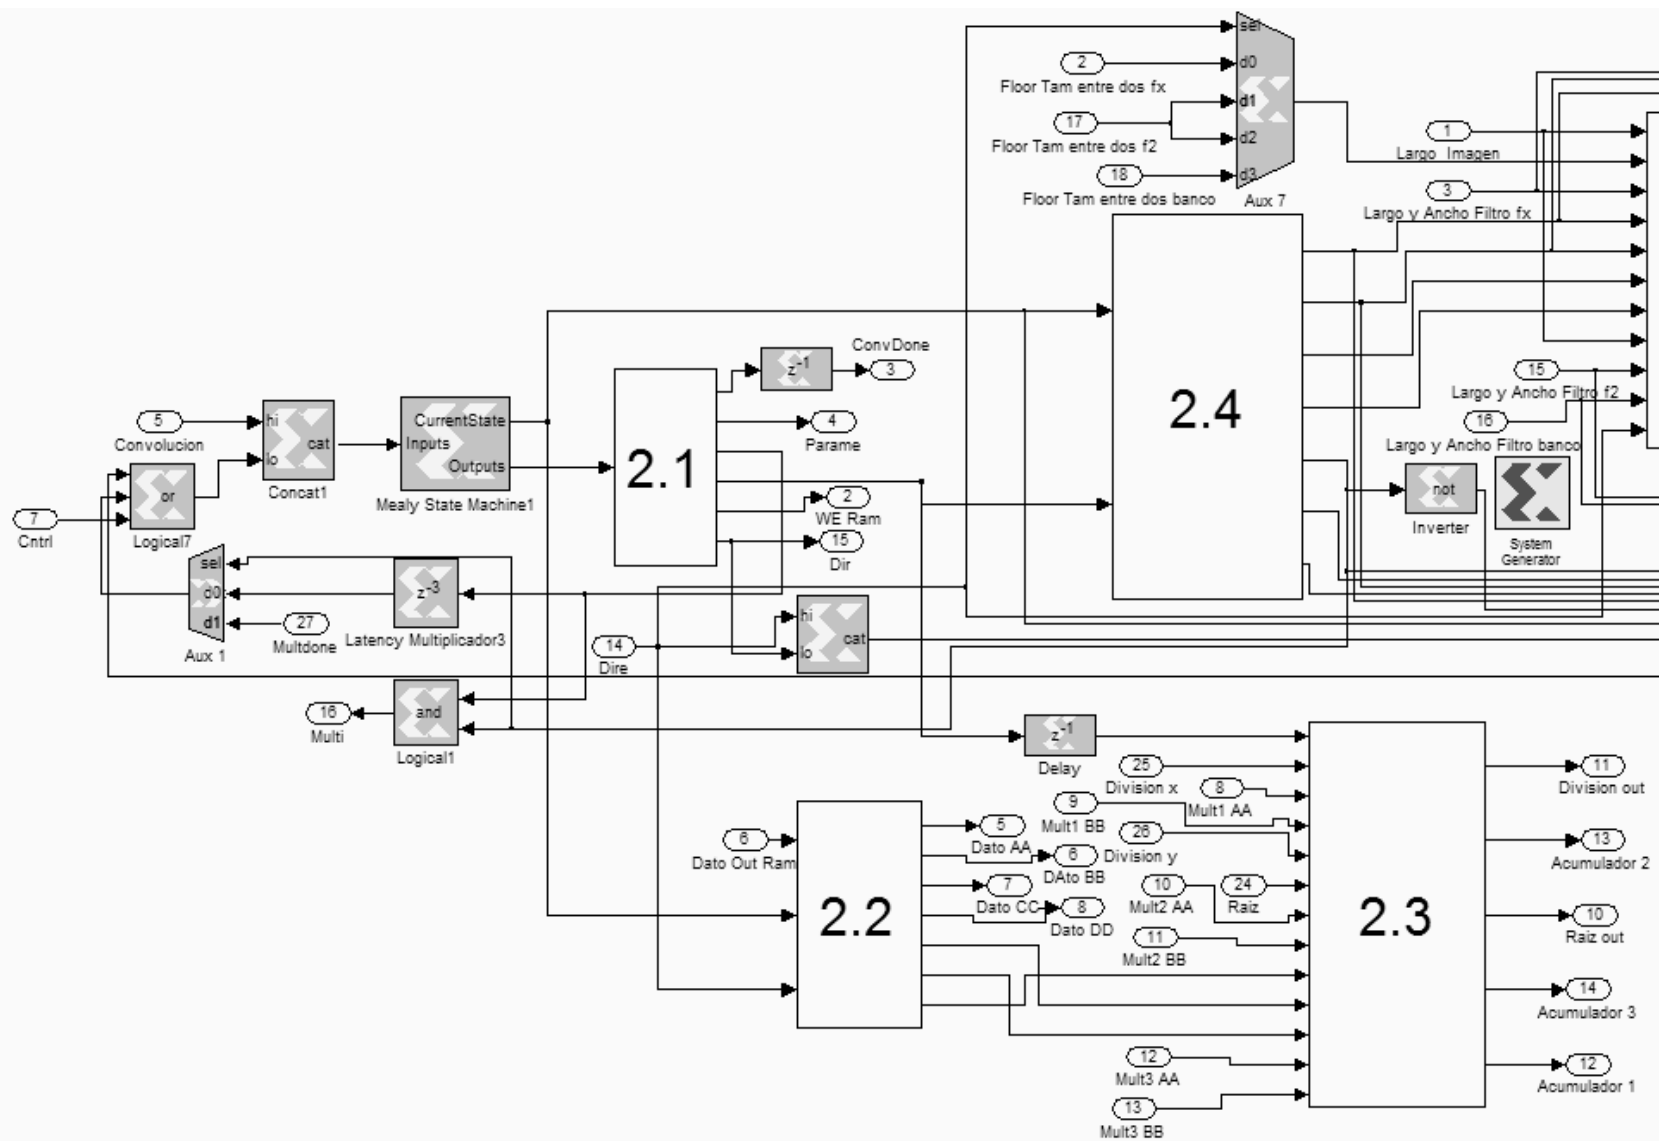 sel
2
d0
Floor Tam entre dos fx
d1
17
d2
Floor Tam entre dos f2
18
d3
Floor Tam entre dos banco
Aux 7
1
Largo Imagen
3
Largo y Ancho Filtro fx
15
Largo y Ancho Filtro f2
16
Largo y Ancho Filtro banco
not
Inverter
System
Generator
2.4
ConvDone
z-1
3
4
Parame
2
WE Ram
15
Dir
2.1
5
Convolucion
hi
lo
cat
Concat1
CurrentState
Inputs
Outputs
Mealy State Machine1
or
Logical7
7
Cntrl
sel
d0
d1
Aux 1
z-3
Latency Multiplicador3
27
Multdone
14
Dire
hi
lo
cat
16
Multi
and
Logical1
z-1
Delay
25
Division x
8
Mult1 AA
9
Mult1 BB
26
Division y
10
Mult2 AA
24
Raiz
11
Mult2 BB
12
Mult3 AA
13
Mult3 BB
6
Dato Out Ram
2.2
5
Dato AA
6
DAto BB
7
Dato CC
8
Dato DD
2.3
11
Division out
13
Acumulador 2
10
Raiz out
14
Acumulador 3
12
Acumulador 1